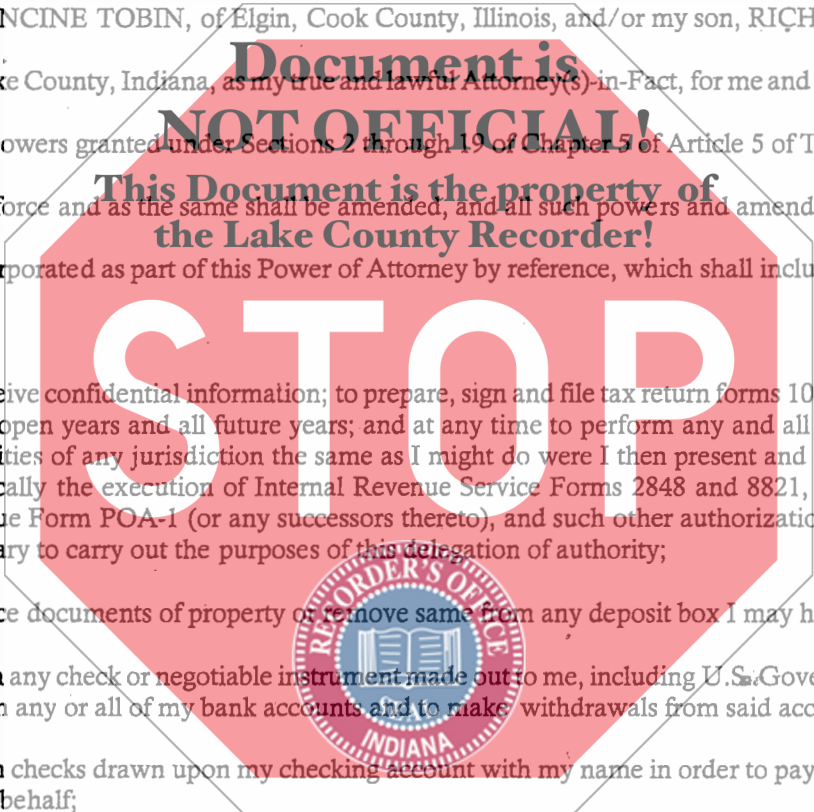 NCINE TOBIN, of Elgin, Cook County, Illinois, and/or my son, RICH
Document is
e County, Indiana, as my true and lawful Attorney(s)-in-Fact, for me and
NOT OFFICIAL!
owers granted under Sections 2 through 19 of Chapter 5 of Article 5 of T
This Document is the property of
orce and as the same shall be amended, and all such powers and amend
the Lake County Recorder!
rporated as part of this Power of Attorney by reference, which shall inclu
STOP
eive confidential information; to prepare, sign and file tax return forms 10
open years and all future years; and at any time to perform any and all
ities of any jurisdiction the same as I might do were I then present and
cally the execution of Internal Revenue Service Forms 2848 and 8821,
ue Form POA-1 (or any successors thereto), and such other authorizatio
ary to carry out the purposes of this delegation of authority;
RECORDER'S OFFICE
ce documents of property or remove same from any deposit box I may h
any check or negotiable instrument made out to me, including U.S. Gove
any or all of my bank accounts and to make withdrawals from said acc
SEAL
INDIANA
checks drawn upon my checking account with my name in order to pay
behalf;